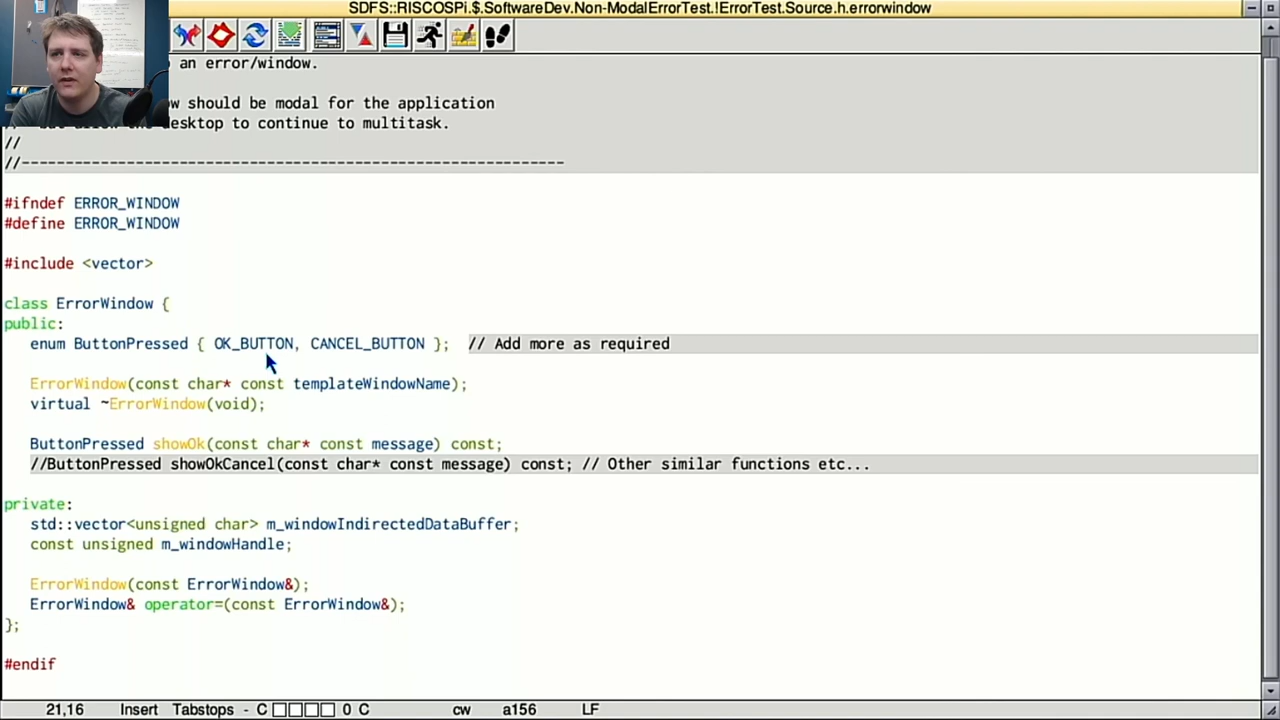 SDFS::RISCOSPi.$.SoftwareDev.Non-ModalErrorTest.!ErrorTest.Source.h.errorwindow
an error/window.
should be modal for the application
desktop to continue to multitask.
//
//--------------------------------------------------------------
#ifndef ERROR_WINDOW
#define ERROR_WINDOW
#include <vector>
class ErrorWindow {
public:
enum ButtonPressed { OK_BUTTON, CANCEL_BUTTON };  // Add more as required
ErrorWindow(const char* const templateWindowName);
virtual ~ErrorWindow(void);
ButtonPressed showOk(const char* const message) const;
//ButtonPressed showOkCancel(const char* const message) const; // Other similar functions etc...
private:
std::vector<unsigned char> m_windowIndirectedDataBuffer;
const unsigned m_windowHandle;
ErrorWindow(const ErrorWindow&);
ErrorWindow& operator=(const ErrorWindow&);
};
#endif
21,16 Insert Tabstops - C 0 C cw a156 LF